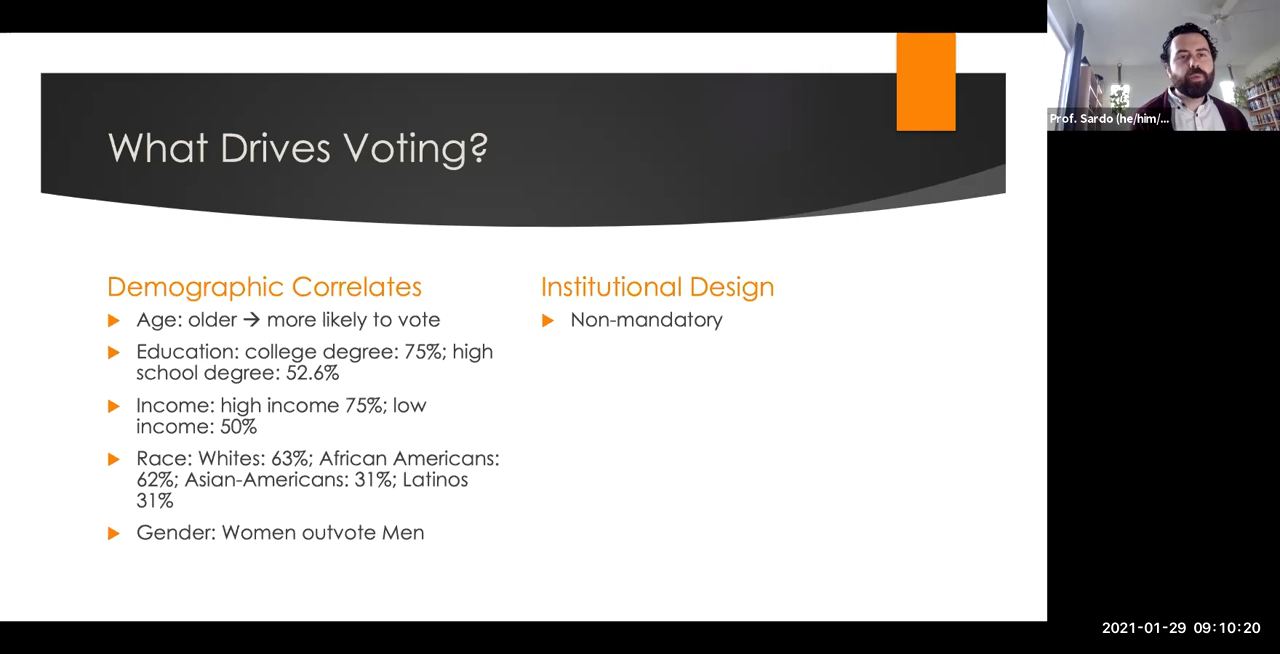 What Drives Voting?
Demographic Correlates
Age: older → more likely to vote
Education: college degree: 75%; high
school degree: 52.6%
Income: high income 75%; low
income: 50%
Race: Whites: 63%; African Americans:
62%; Asian-Americans: 31%; Latinos
31%
Gender: Women outvote Men
Institutional Design
Non-mandatory
Prof. Sardo (he/him/...
2021-01-29 09:10:20